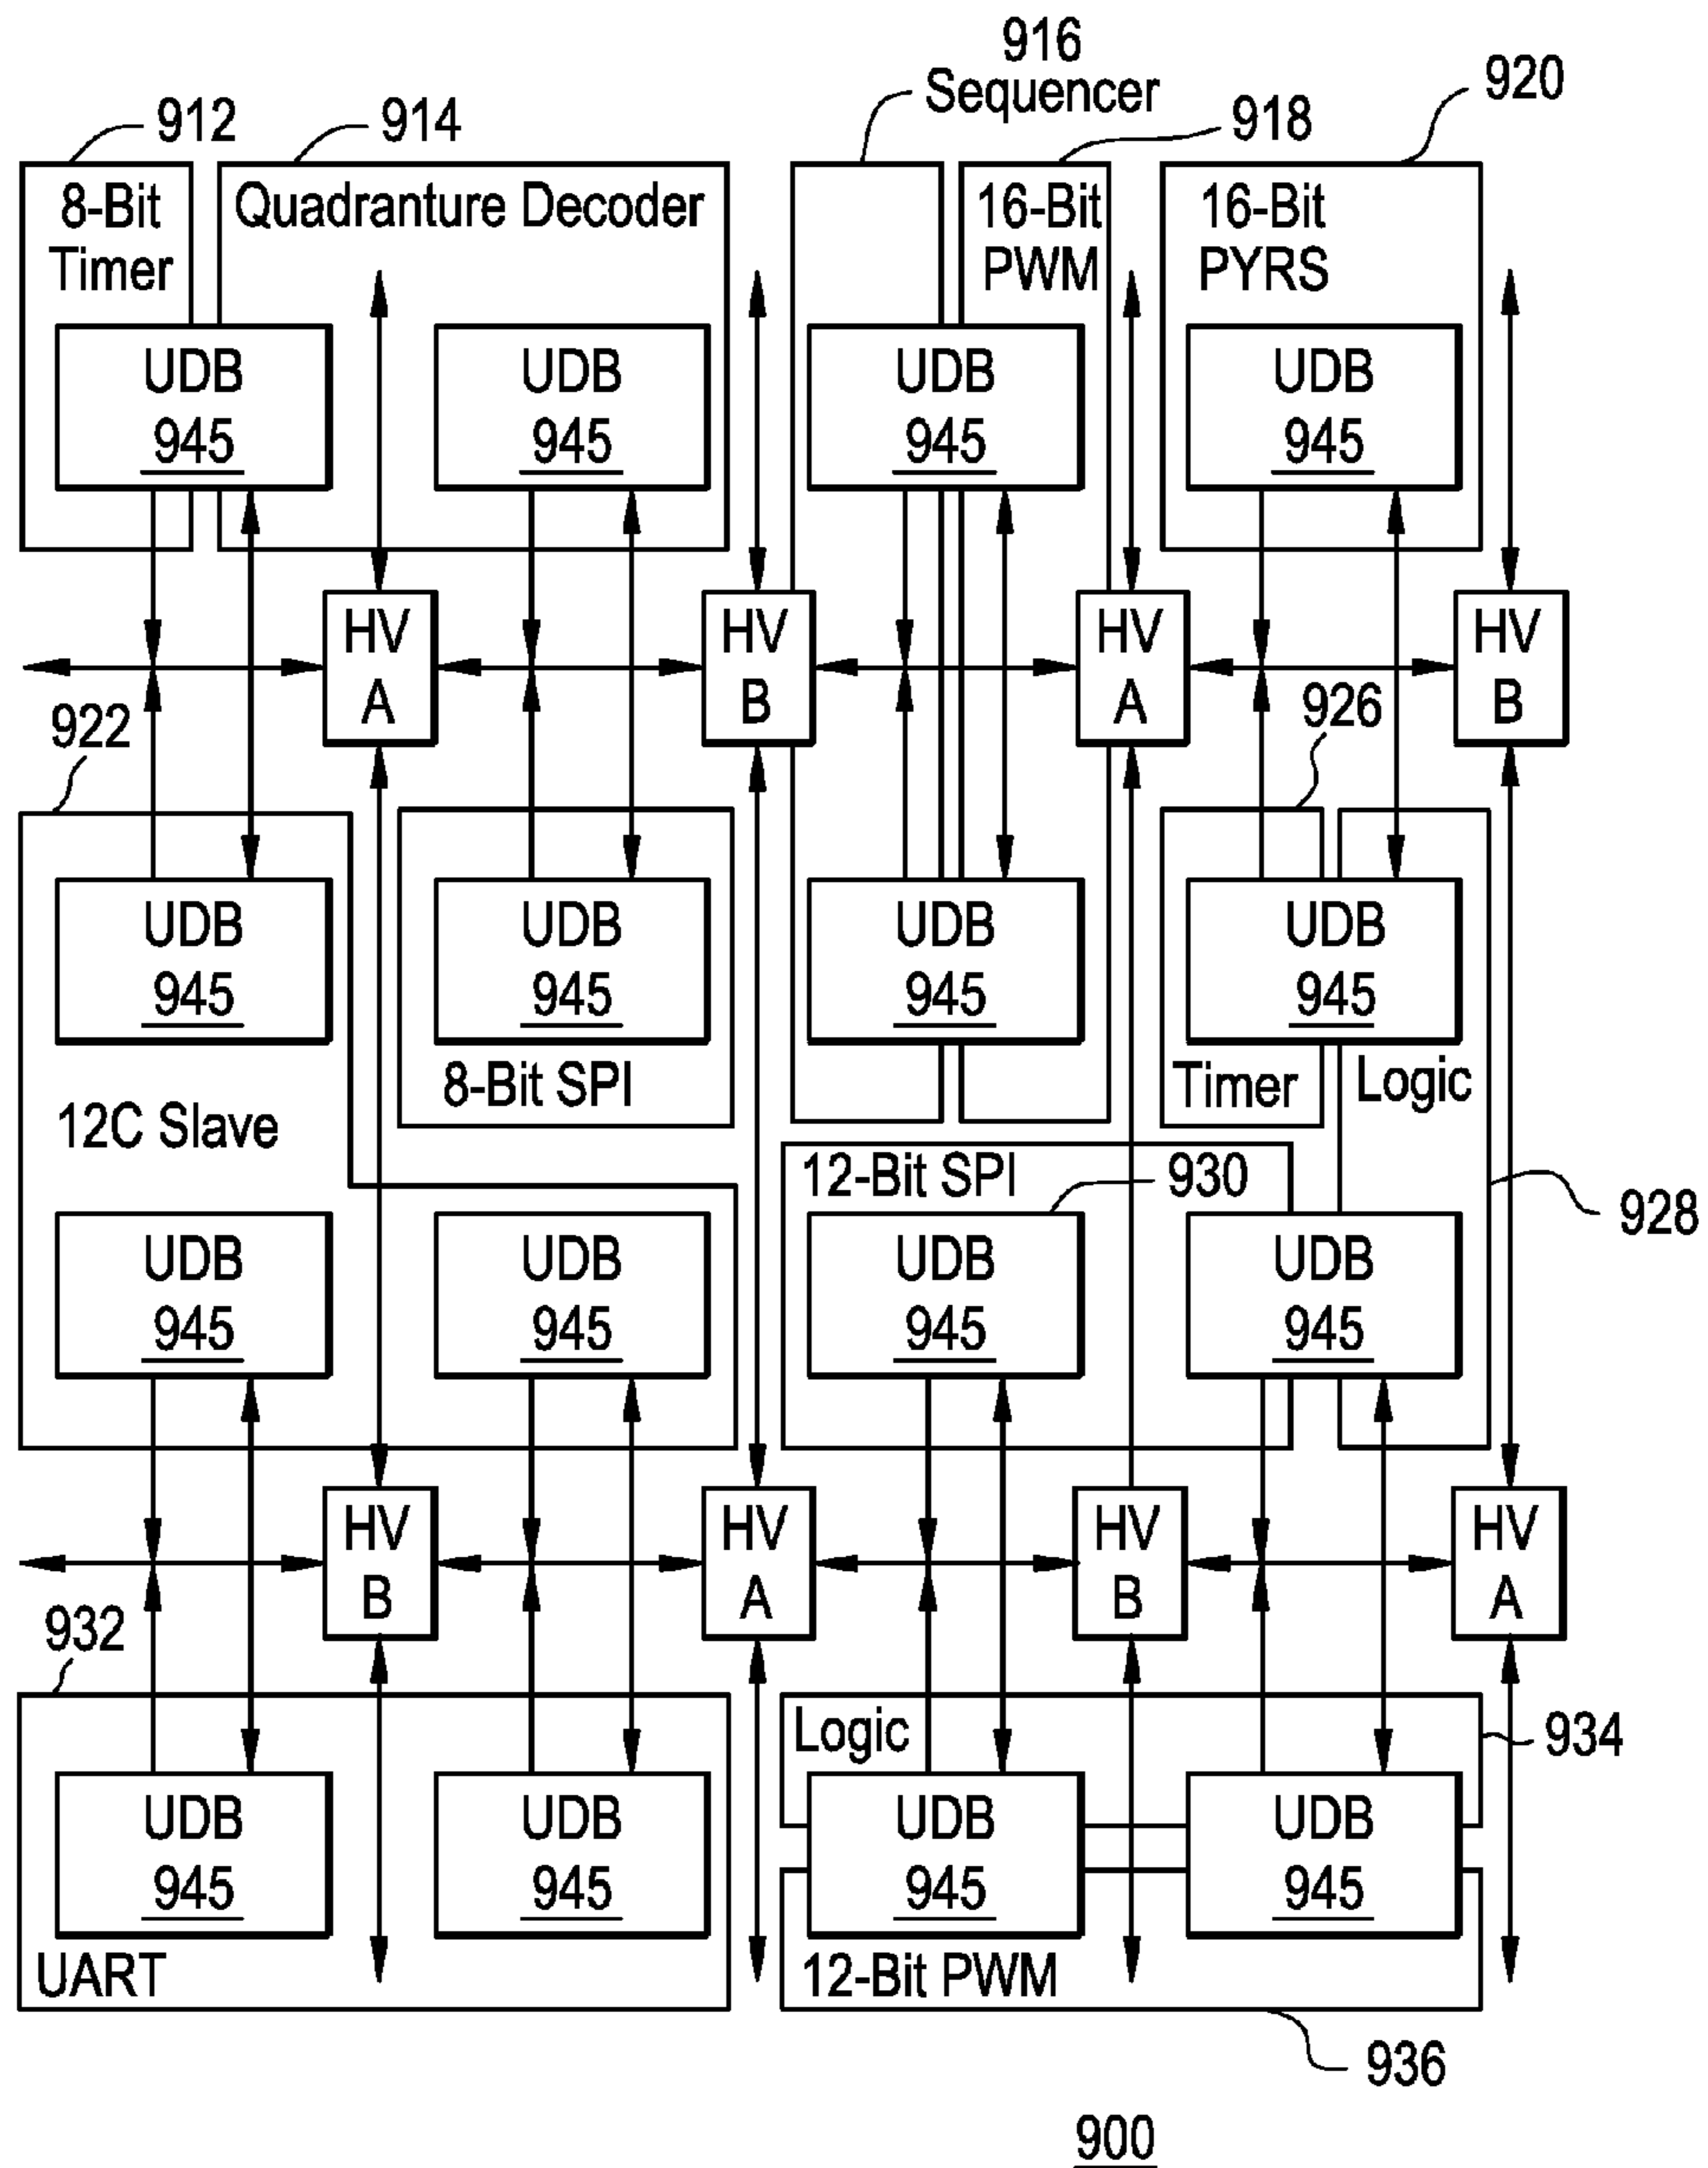 916
Sequencer
912
914
918
920
8-Bit
Timer
Quadranture Decoder
16-Bit
PWM
16-Bit
PYRS
UDB
945
UDB
945
UDB
945
UDB
945
HV
A
HV
B
HV
A
HV
B
922
926
UDB
945
UDB
945
UDB
945
UDB
945
8-Bit SPI
Timer
Logic
12C Slave
12-Bit SPI
930
928
UDB
945
UDB
945
UDB
945
UDB
945
HV
B
HV
A
HV
B
HV
A
932
Logic
934
UDB
945
UDB
945
UDB
945
UDB
945
UART
12-Bit PWM
936
900